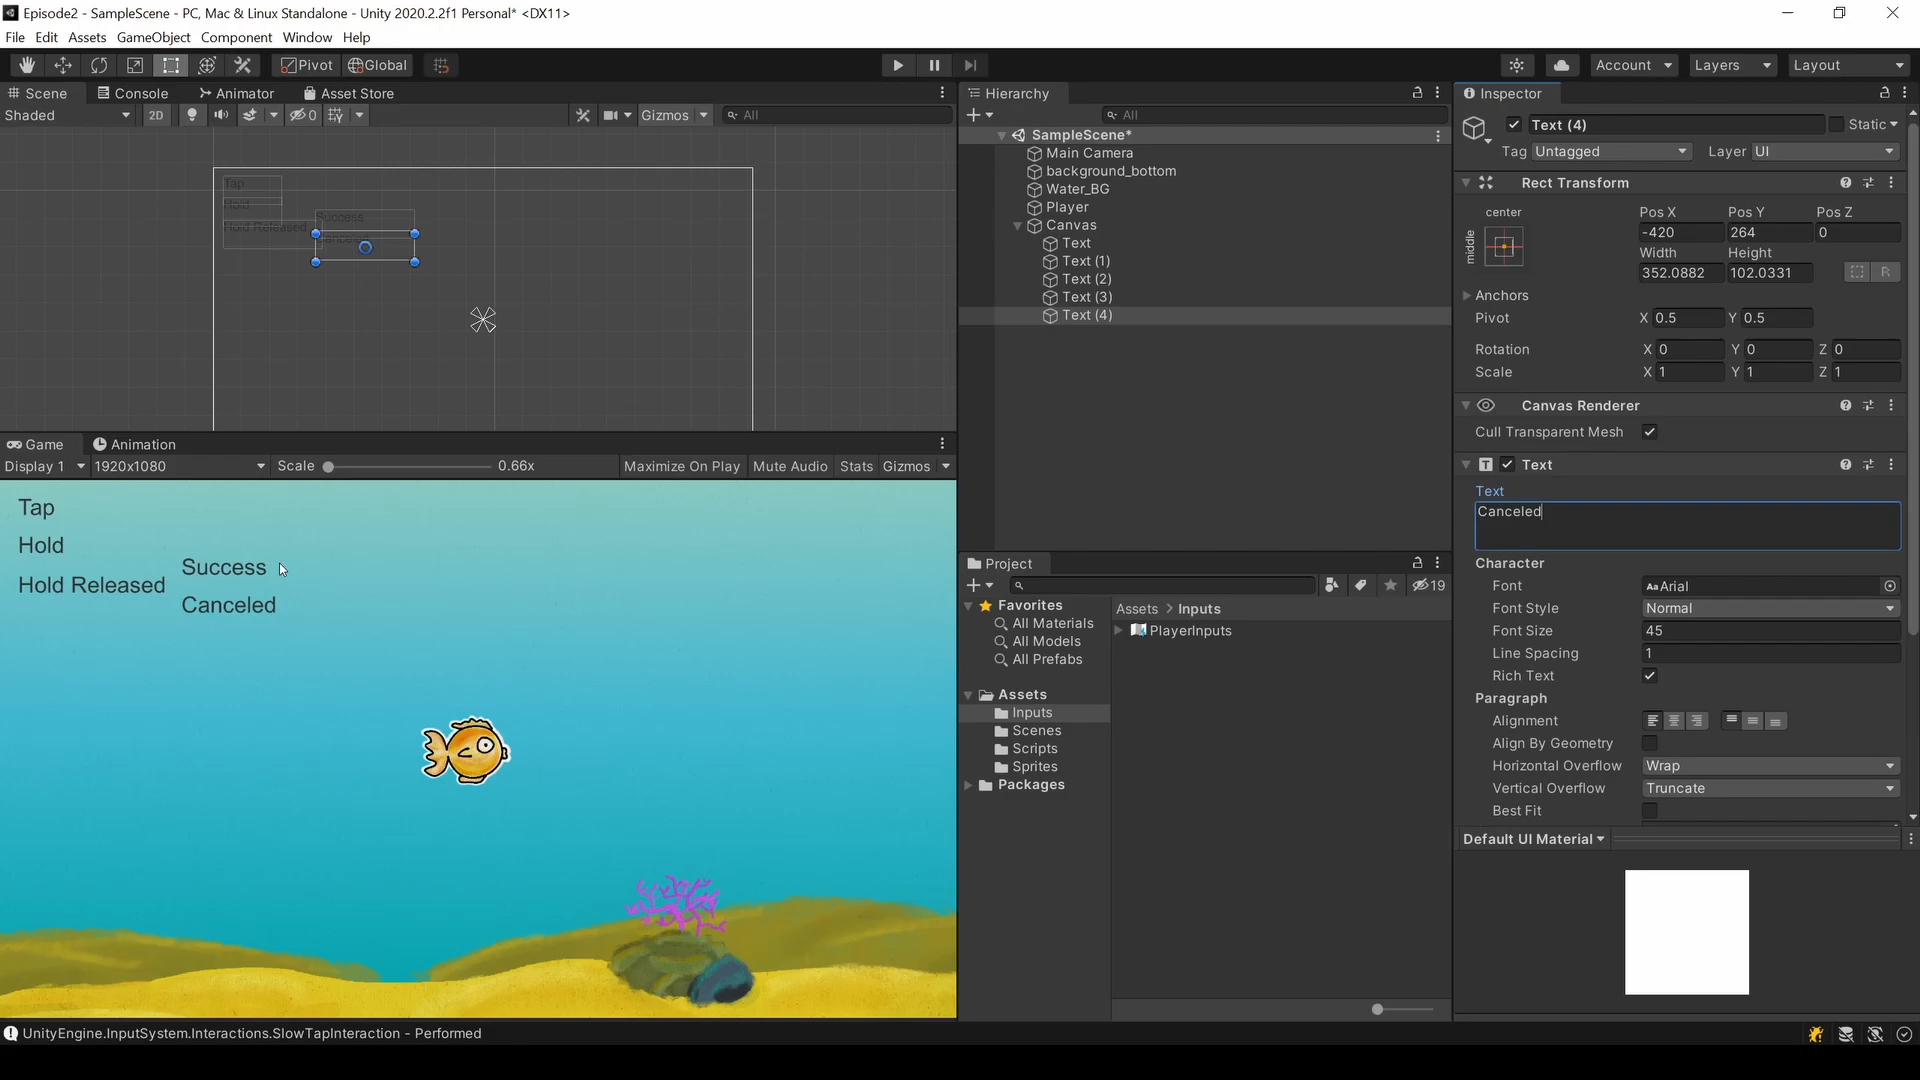 Episode2 - SampleScene - PC, Mac & Linux Standalone - Unity 2020.2.2f1 Personal* <DX11>
File Edit Assets GameObject Component Window Help
Pivot Global
Account Layers Layout
Scene Console Animator Asset Store
Shaded 2D 0 Gizmos All
Tap
Hold
Hold Released
Success
Canceled
Game Animation
Display 1 1920x1080 Scale 0.66x Maximize On Play Mute Audio Stats Gizmos
Tap
Hold
Success
Hold Released
Canceled
UnityEngine.InputSystem.Interactions.SlowTapInteraction - Performed
Hierarchy
All
SampleScene*
Main Camera
background_bottom
Water_BG
Player
Canvas
Text
Text (1)
Text (2)
Text (3)
Text (4)
Project
19
Favorites
All Materials
All Models
All Prefabs
Assets
Inputs
Scenes
Scripts
Sprites
Packages
Assets > Inputs
PlayerInputs
Inspector
Text (4) Static
Tag Untagged Layer UI
Rect Transform
center
middle
Pos X Pos Y Pos Z
-420 264 0
Width Height
352.0882 102.0331 R
Anchors
Pivot X 0.5 Y 0.5
Rotation X 0 Y 0 Z 0
Scale X 1 Y 1 Z 1
Canvas Renderer
Cull Transparent Mesh
T Text
Text
Canceled
Character
Font Aa Arial
Font Style Normal
Font Size 45
Line Spacing 1
Rich Text
Paragraph
Alignment
Align By Geometry
Horizontal Overflow Wrap
Vertical Overflow Truncate
Best Fit
Default UI Material